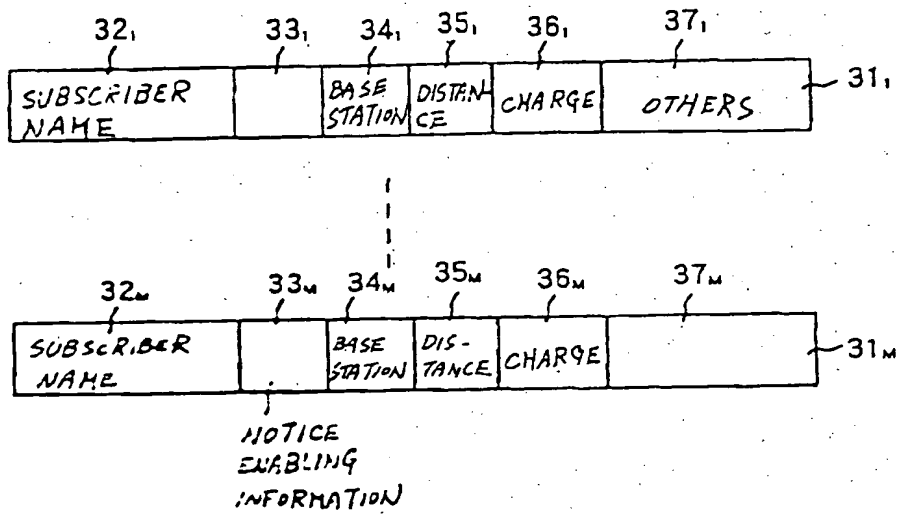 32₁ 33₁ 34₁ 35₁ 36₁ 37₁
SUBSCRIBER NAME BASE STATION DISTAN-CE CHARGE OTHERS 31₁
32M 33M 34M 35M 36M 37M
SUBSCRIBER NAME BASE STATION DIS-TANCE CHARGE 31M
NOTICE
ENABLING
INFORMATION